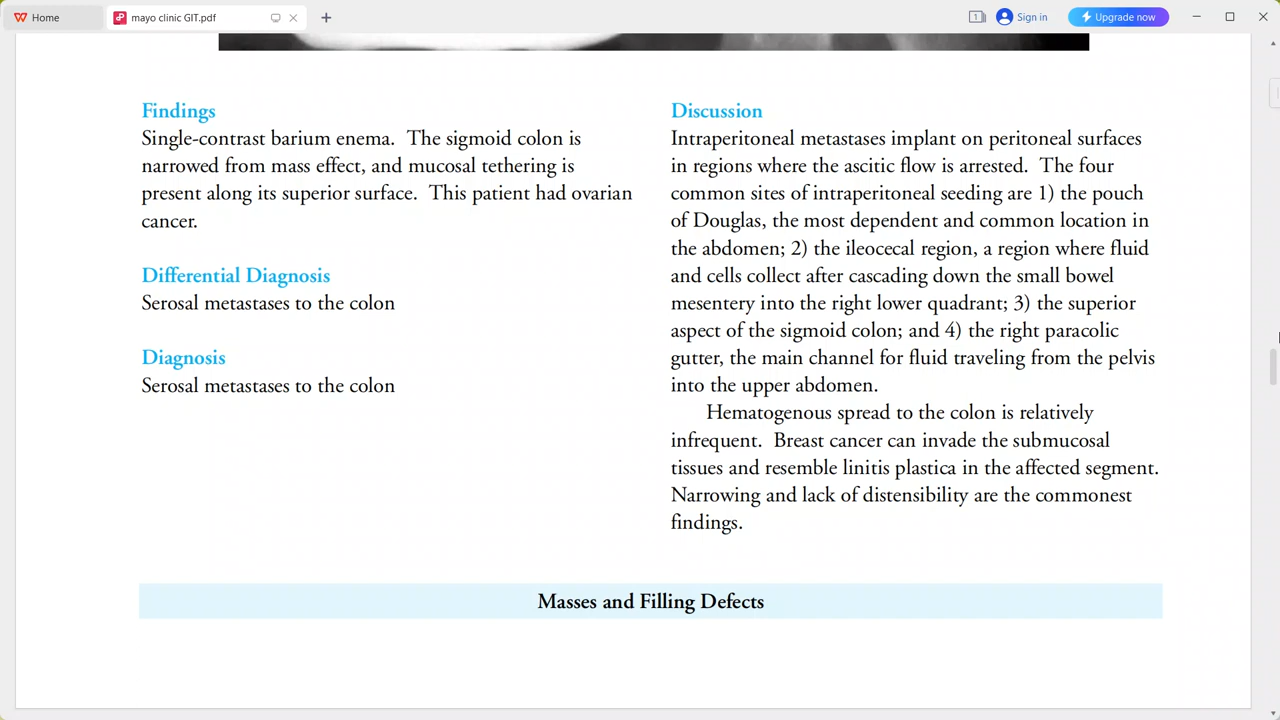 Home
mayo clinic GIT.pdf
1
Sign in
Upgrade now
Findings
Single-contrast barium enema. The sigmoid colon is
narrowed from mass effect, and mucosal tethering is
present along its superior surface. This patient had ovarian
cancer.
Differential Diagnosis
Serosal metastases to the colon
Diagnosis
Serosal metastases to the colon
Discussion
Intraperitoneal metastases implant on peritoneal surfaces
in regions where the ascitic flow is arrested. The four
common sites of intraperitoneal seeding are 1) the pouch
of Douglas, the most dependent and common location in
the abdomen; 2) the ileocecal region, a region where fluid
and cells collect after cascading down the small bowel
mesentery into the right lower quadrant; 3) the superior
aspect of the sigmoid colon; and 4) the right paracolic
gutter, the main channel for fluid traveling from the pelvis
into the upper abdomen.
Hematogenous spread to the colon is relatively
infrequent. Breast cancer can invade the submucosal
tissues and resemble linitis plastica in the affected segment.
Narrowing and lack of distensibility are the commonest
findings.
Masses and Filling Defects